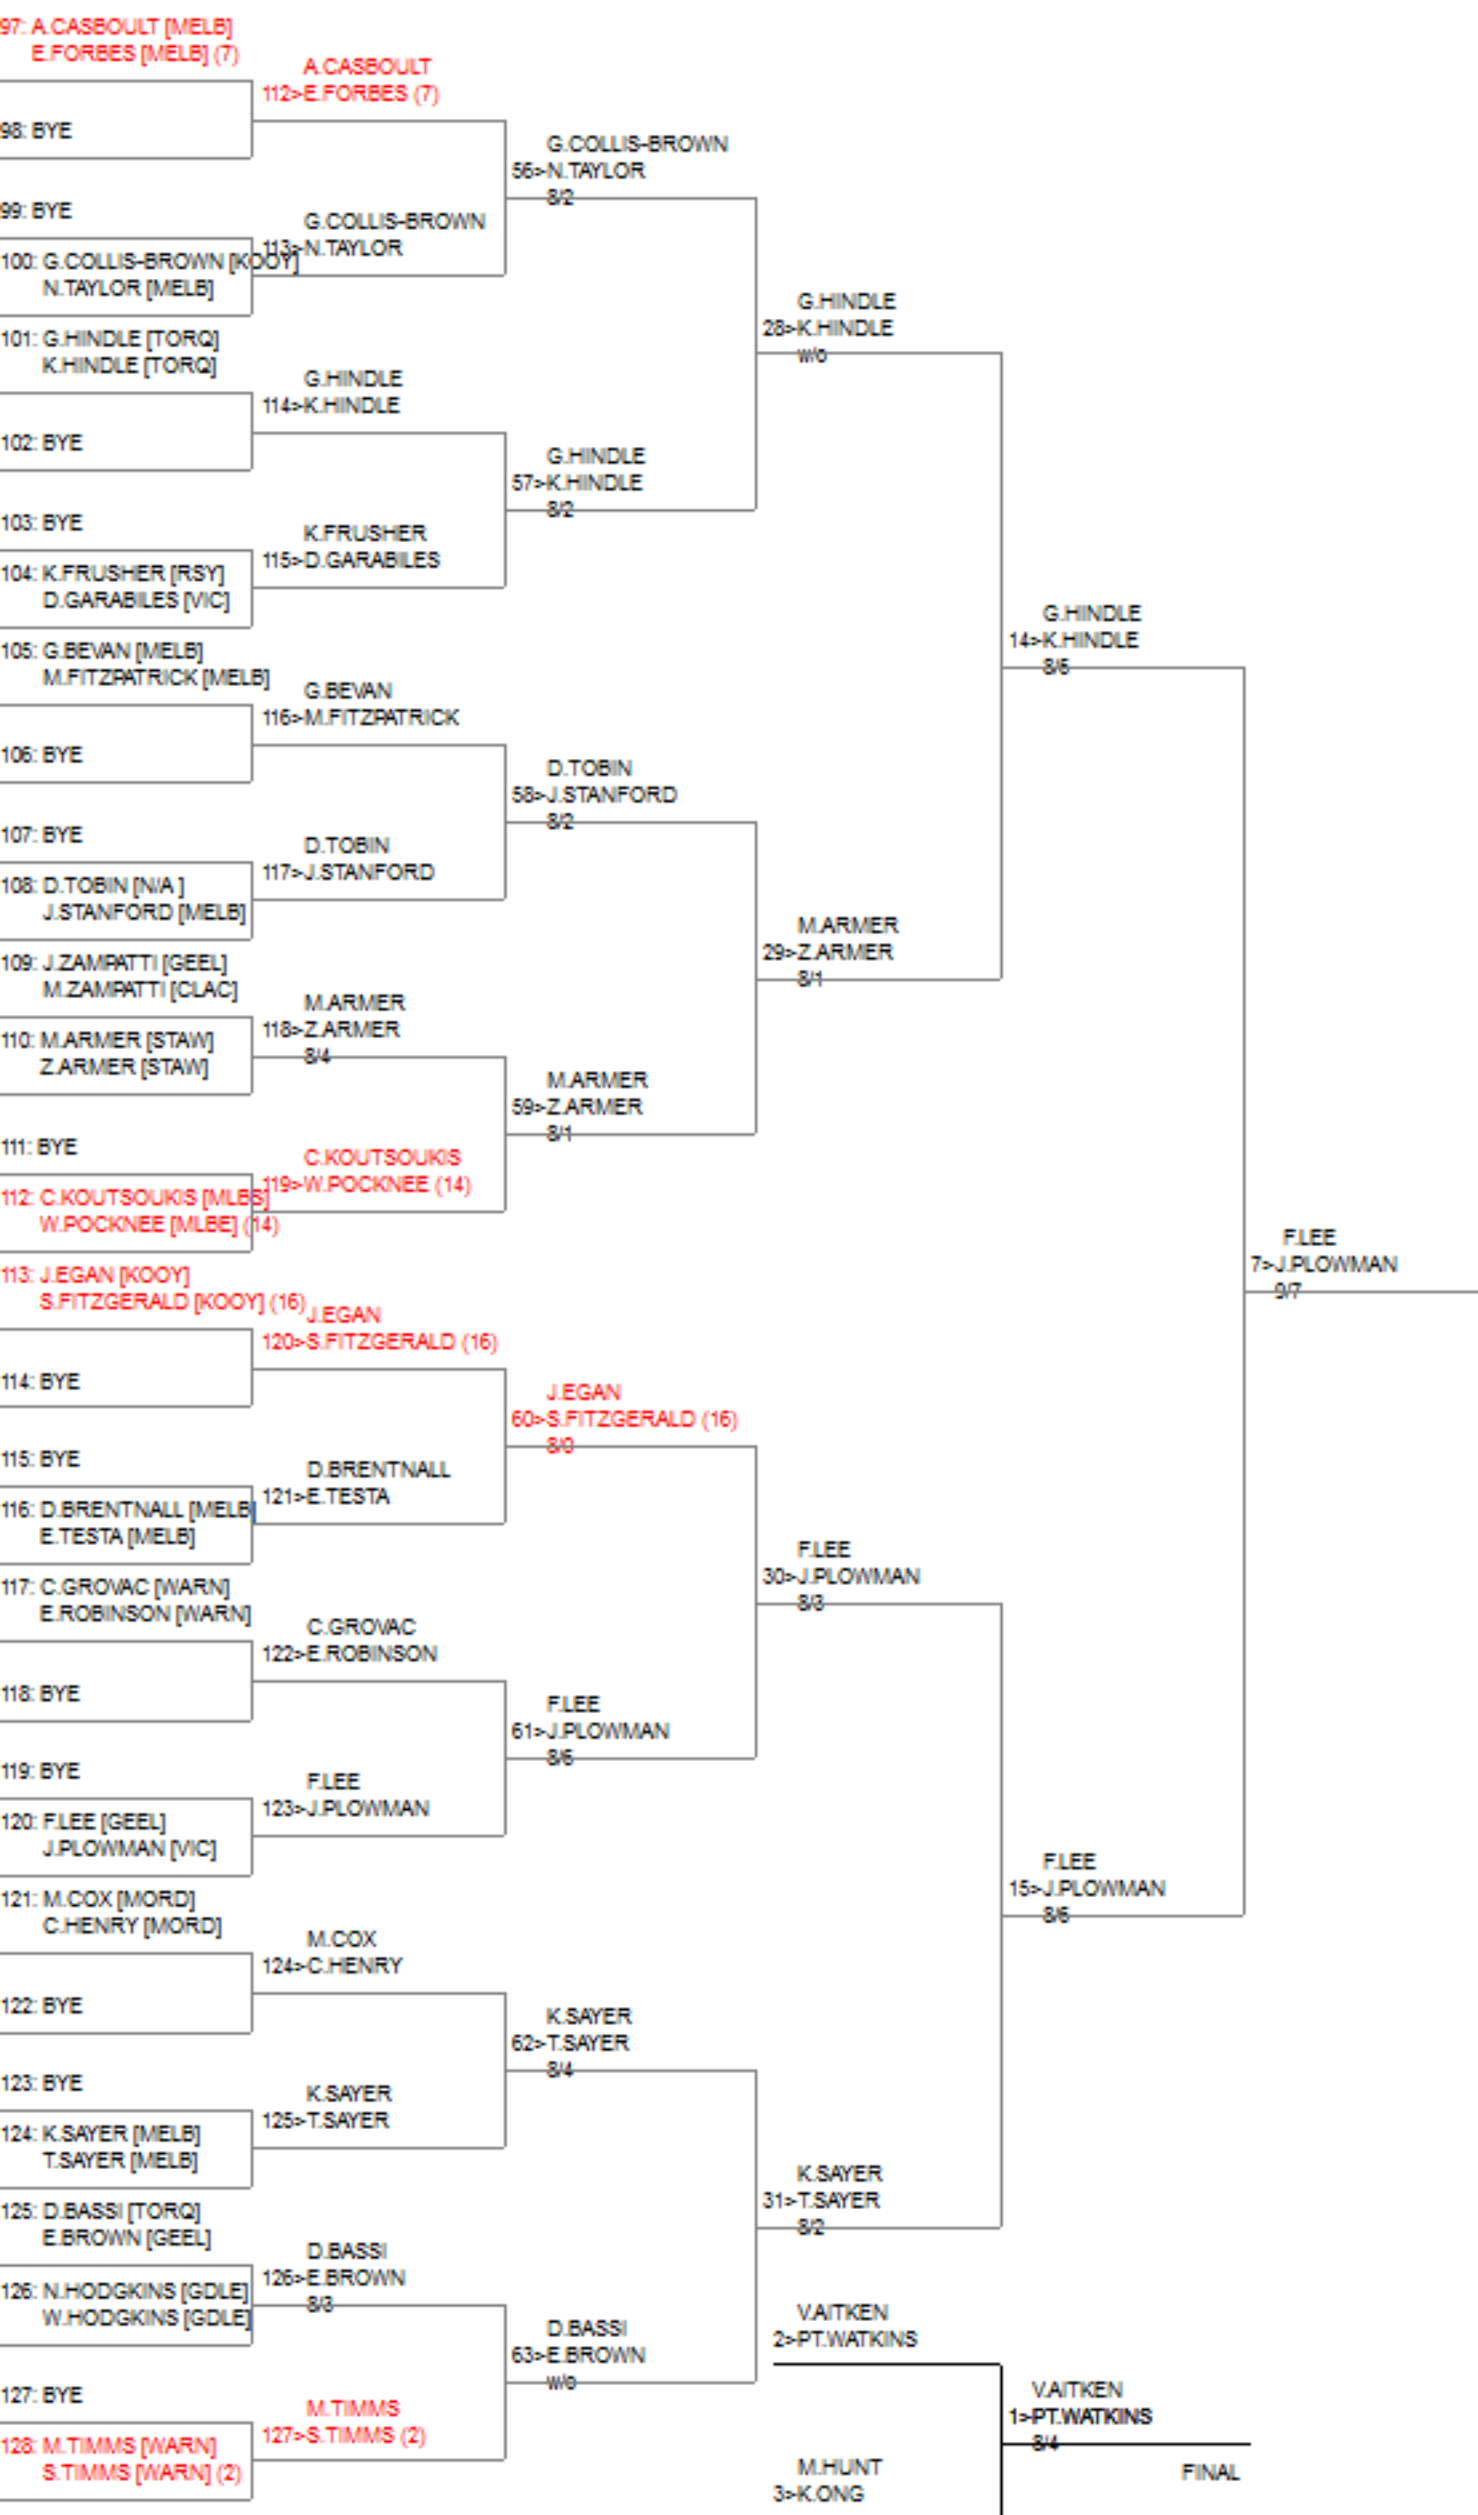 97: A.CASBOULT [MELB]
E.FORBES [MELB] (7)
98: BYE
99: BYE
100: G.COLLIS-BROWN [KOOY]
N.TAYLOR [MELB]
101: G.HINDLE [TORQ]
K.HINDLE [TORQ]
102: BYE
103: BYE
104: K.FRUSHER [RSY]
D.GARABILES [VIC]
105: G.BEVAN [MELB]
M.FITZPATRICK [MELB]
106: BYE
107: BYE
108: D.TOBIN [N/A ]
J.STANFORD [MELB]
109: J.ZAMPATTI [GEEL]
M.ZAMPATTI [CLAC]
110: M.ARMER [STAW]
Z.ARMER [STAW]
111: BYE
112: C.KOUTSOUKIS [MLBS]
W.POCKNEE [MLBE] (14)
113: J.EGAN [KOOY]
S.FITZGERALD [KOOY] (16)
114: BYE
115: BYE
116: D.BRENTNALL [MELB]
E.TESTA [MELB]
117: C.GROVAC [WARN]
E.ROBINSON [WARN]
118: BYE
119: BYE
120: F.LEE [GEEL]
J.PLOWMAN [VIC]
121: M.COX [MORD]
C.HENRY [MORD]
122: BYE
123: BYE
124: K.SAYER [MELB]
T.SAYER [MELB]
125: D.BASSI [TORQ]
E.BROWN [GEEL]
126: N.HODGKINS [GDLE]
W.HODGKINS [GDLE]
127: BYE
128: M.TIMMS [WARN]
S.TIMMS [WARN] (2)
A.CASBOULT
112>E.FORBES (7)
G.COLLIS-BROWN
113>N.TAYLOR
G.HINDLE
114>K.HINDLE
K.FRUSHER
115>D.GARABILES
G.BEVAN
116>M.FITZPATRICK
D.TOBIN
117>J.STANFORD
M.ARMER
118>Z.ARMER
8/4
C.KOUTSOUKIS
119>W.POCKNEE (14)
J.EGAN
120>S.FITZGERALD (16)
D.BRENTNALL
121>E.TESTA
C.GROVAC
122>E.ROBINSON
F.LEE
123>J.PLOWMAN
M.COX
124>C.HENRY
K.SAYER
125>T.SAYER
D.BASSI
126>E.BROWN
8/3
M.TIMMS
127>S.TIMMS (2)
G.COLLIS-BROWN
56>N.TAYLOR
8/2
G.HINDLE
57>K.HINDLE
8/2
D.TOBIN
58>J.STANFORD
8/2
M.ARMER
59>Z.ARMER
8/1
J.EGAN
60>S.FITZGERALD (16)
8/0
F.LEE
61>J.PLOWMAN
8/6
K.SAYER
62>T.SAYER
8/4
D.BASSI
63>E.BROWN
w/o
G.HINDLE
28>K.HINDLE
w/o
M.ARMER
29>Z.ARMER
8/1
F.LEE
30>J.PLOWMAN
8/3
K.SAYER
31>T.SAYER
8/2
G.HINDLE
14>K.HINDLE
8/6
F.LEE
15>J.PLOWMAN
8/6
F.LEE
7>J.PLOWMAN
9/7
V.AITKEN
2>PT.WATKINS
M.HUNT
3>K.ONG
V.AITKEN
1>PT.WATKINS
8/4
FINAL